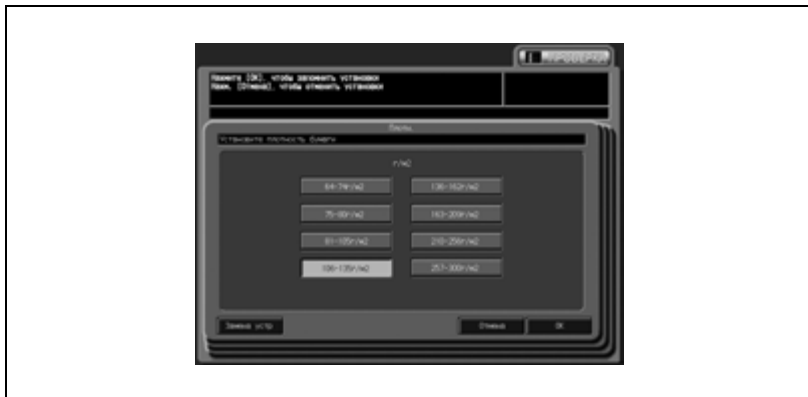 ПРОВЕРКА
Нажмите [OK], чтобы запомнить установки
Нажм. [Отмена], чтобы отменить установки
Установите плотность бумаги
г/м2
64-74г/м2
136-162г/м2
75-80г/м2
163-209г/м2
81-105г/м2
210-256г/м2
106-135г/м2
257-300г/м2
Замена устр
Отмена
OK